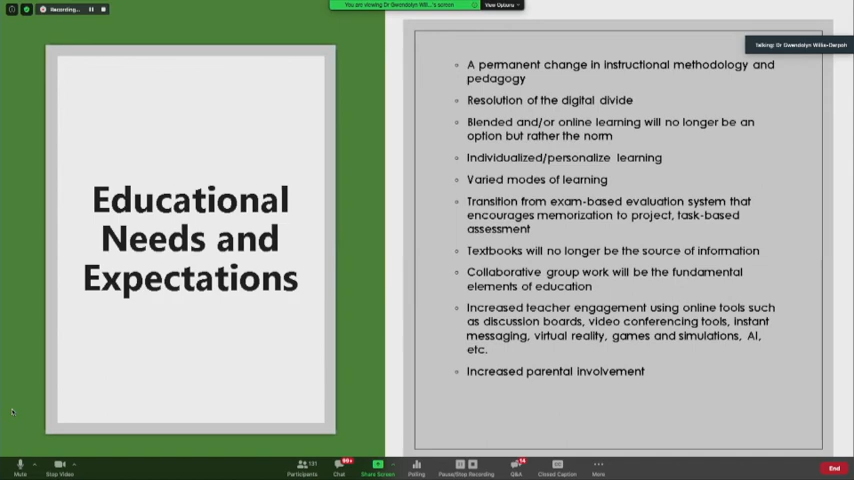 Recording...
You are viewing Dr Gwendolyn Willi...'s screen
View Options
Talking: Dr Gwendolyn Willie-Darpoh
Educational
Needs and
Expectations
A permanent change in instructional methodology and
pedagogy
Resolution of the digital divide
Blended and/or online learning will no longer be an
option but rather the norm
Individualized/personalize learning
Varied modes of learning
Transition from exam-based evaluation system that
encourages memorization to project, task-based
assessment
Textbooks will no longer be the source of information
Collaborative group work will be the fundamental
elements of education
Increased teacher engagement using online tools such
as discussion boards, video conferencing tools, instant
messaging, virtual reality, games and simulations, AI,
etc.
Increased parental involvement
Mute
Stop Video
131
Participants
99+
Chat
Share Screen
Polling
Pause/Stop Recording
14
Q&A
Closed Caption
More
End